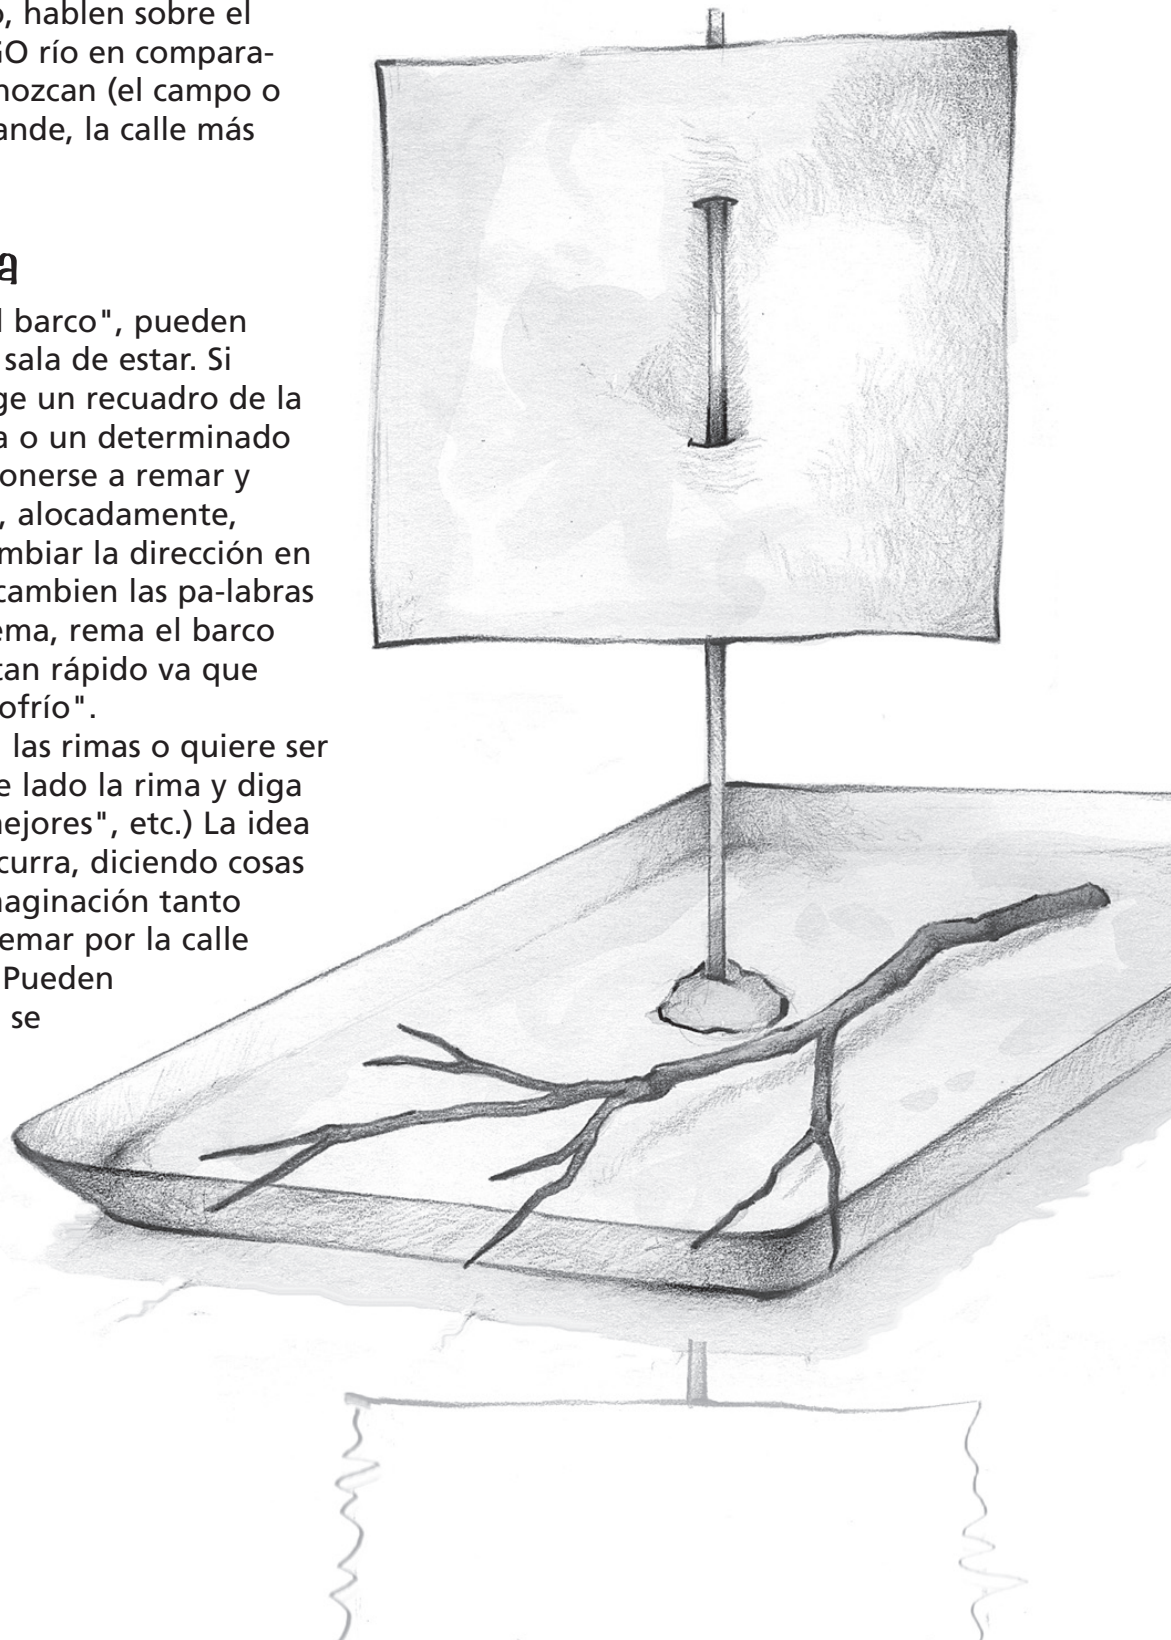 o, hablen sobre el
GO río en compara-
nozcan (el campo o
ande, la calle más
a
l barco", pueden
sala de estar. Si
ge un recuadro de la
a o un determinado
onerse a remar y
, alocadamente,
mbiar la dirección en
cambien las pa-labras
ema, rema el barco
tan rápido va que
ofrío".
las rimas o quiere ser
e lado la rima y diga
nejores", etc.) La idea
curra, diciendo cosas
naginación tanto
emar por la calle
Pueden
se